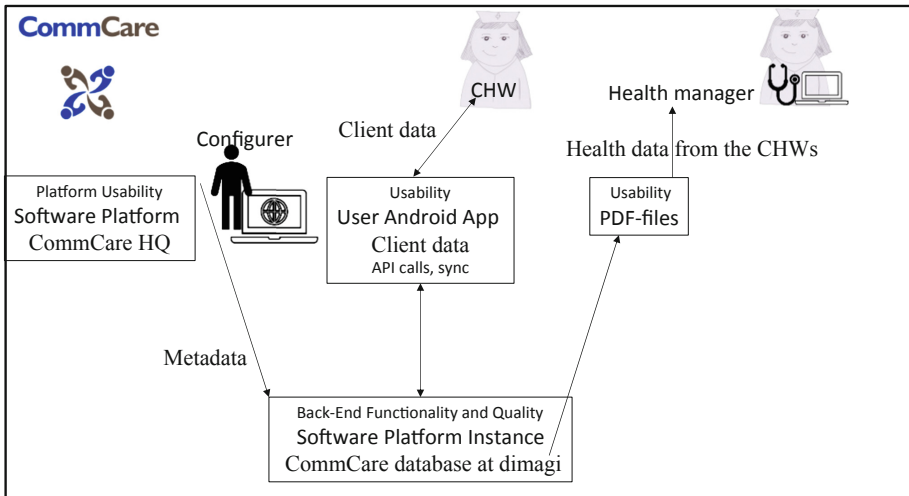 CommCare
CHW
Health manager
Configurer
Client data
Health data from the CHWs
Platform Usability
Software Platform
CommCare HQ
Usability
User Android App
Client data
API calls, sync
Usability
PDF-files
Metadata
Back-End Functionality and Quality
Software Platform Instance
CommCare database at dimagi